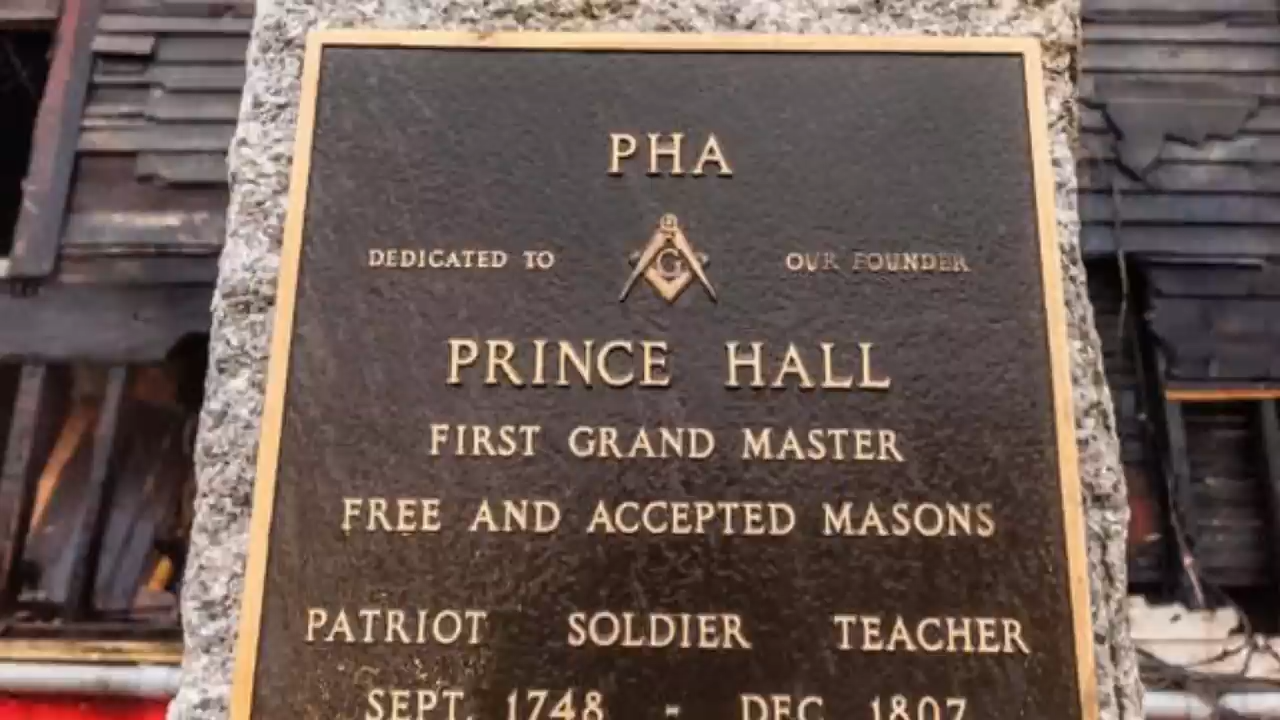 PHA
DEDICATED TO G OUR FOUNDER
PRINCE HALL
FIRST GRAND MASTER
FREE AND ACCEPTED MASONS
PATRIOT SOLDIER TEACHER
SEPT. 1748 - DEC. 1807